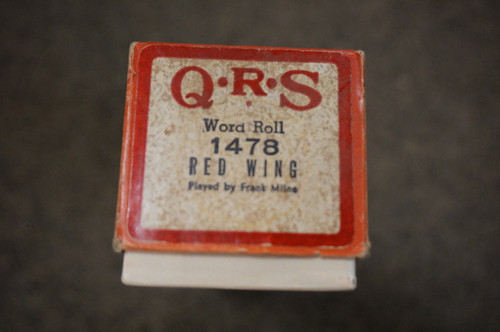 Q·R·S
Word Roll
1478
RED WING
Played by Frank Milne